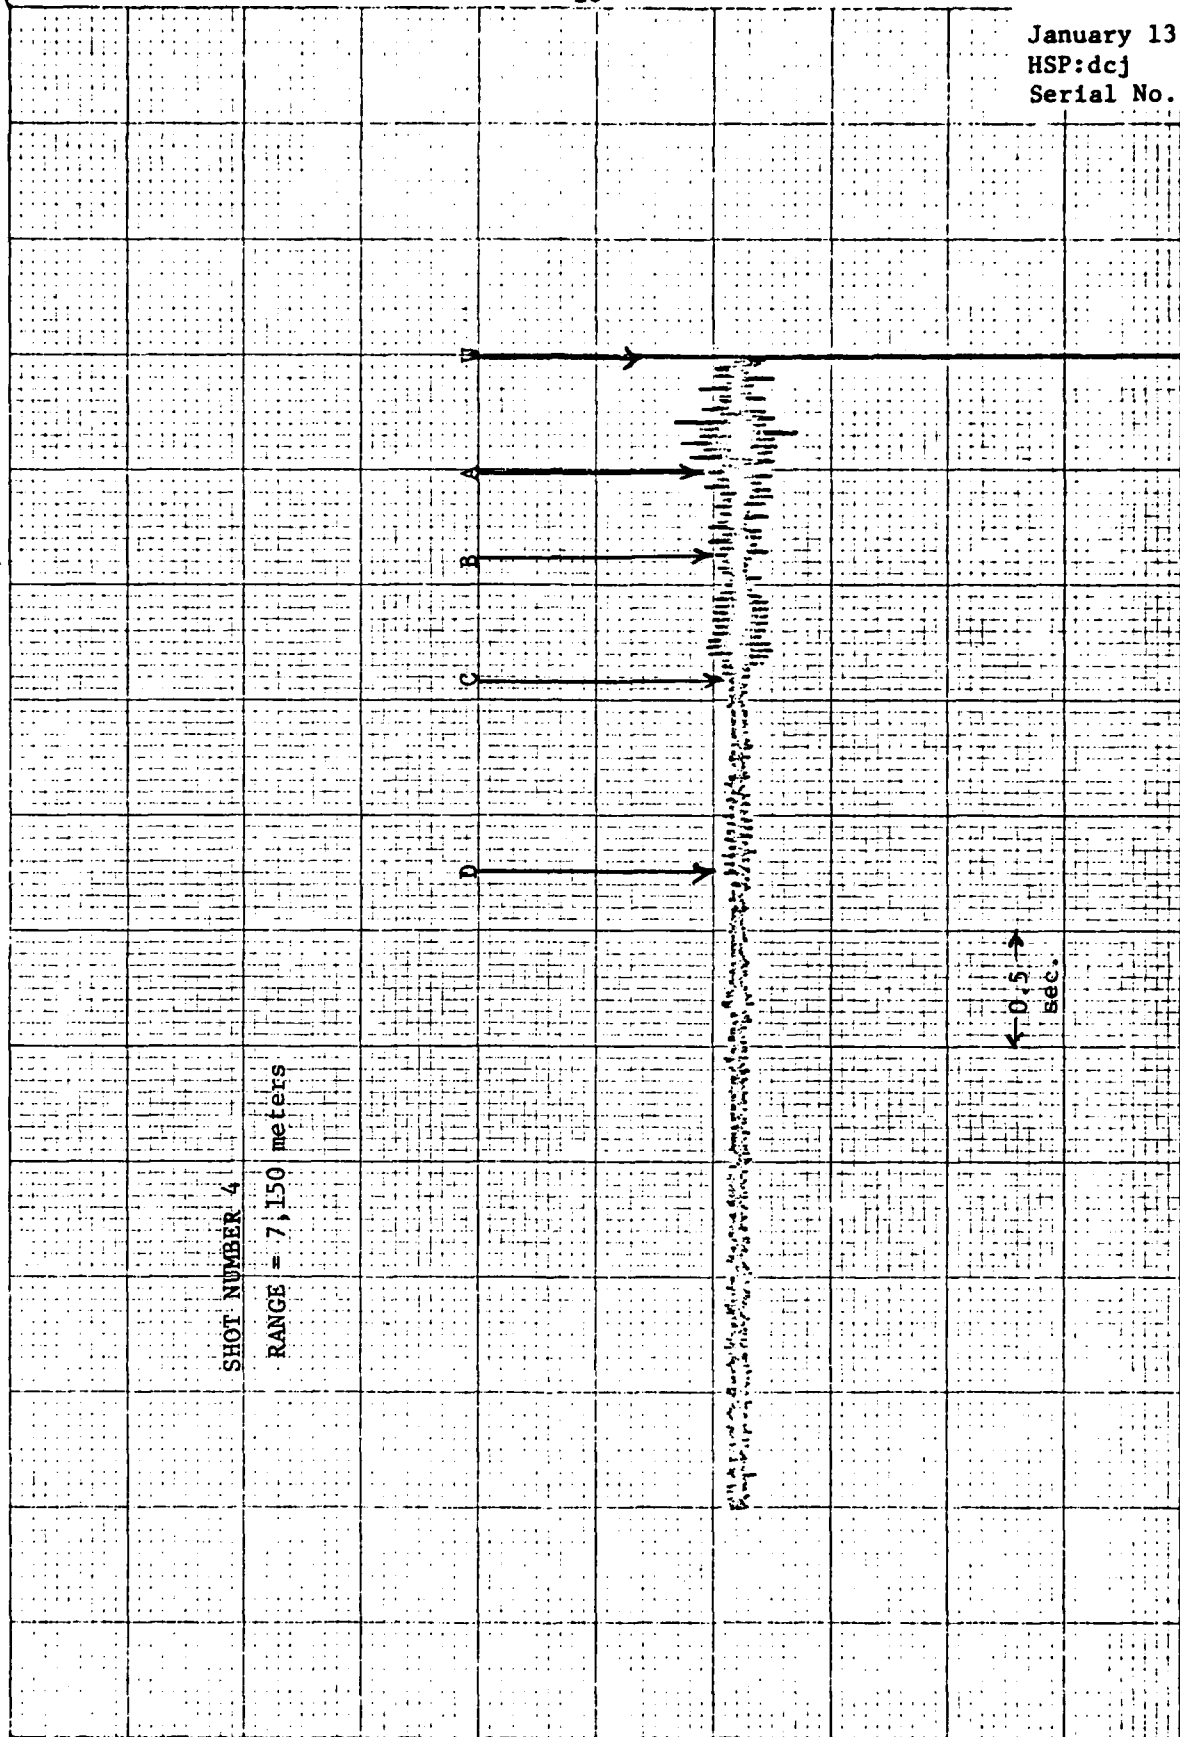 January 13
HSP:dcj
Serial No.
W
A
B
C
D
SHOT NUMBER 4
RANGE = 7,150 meters
0.5
sec.